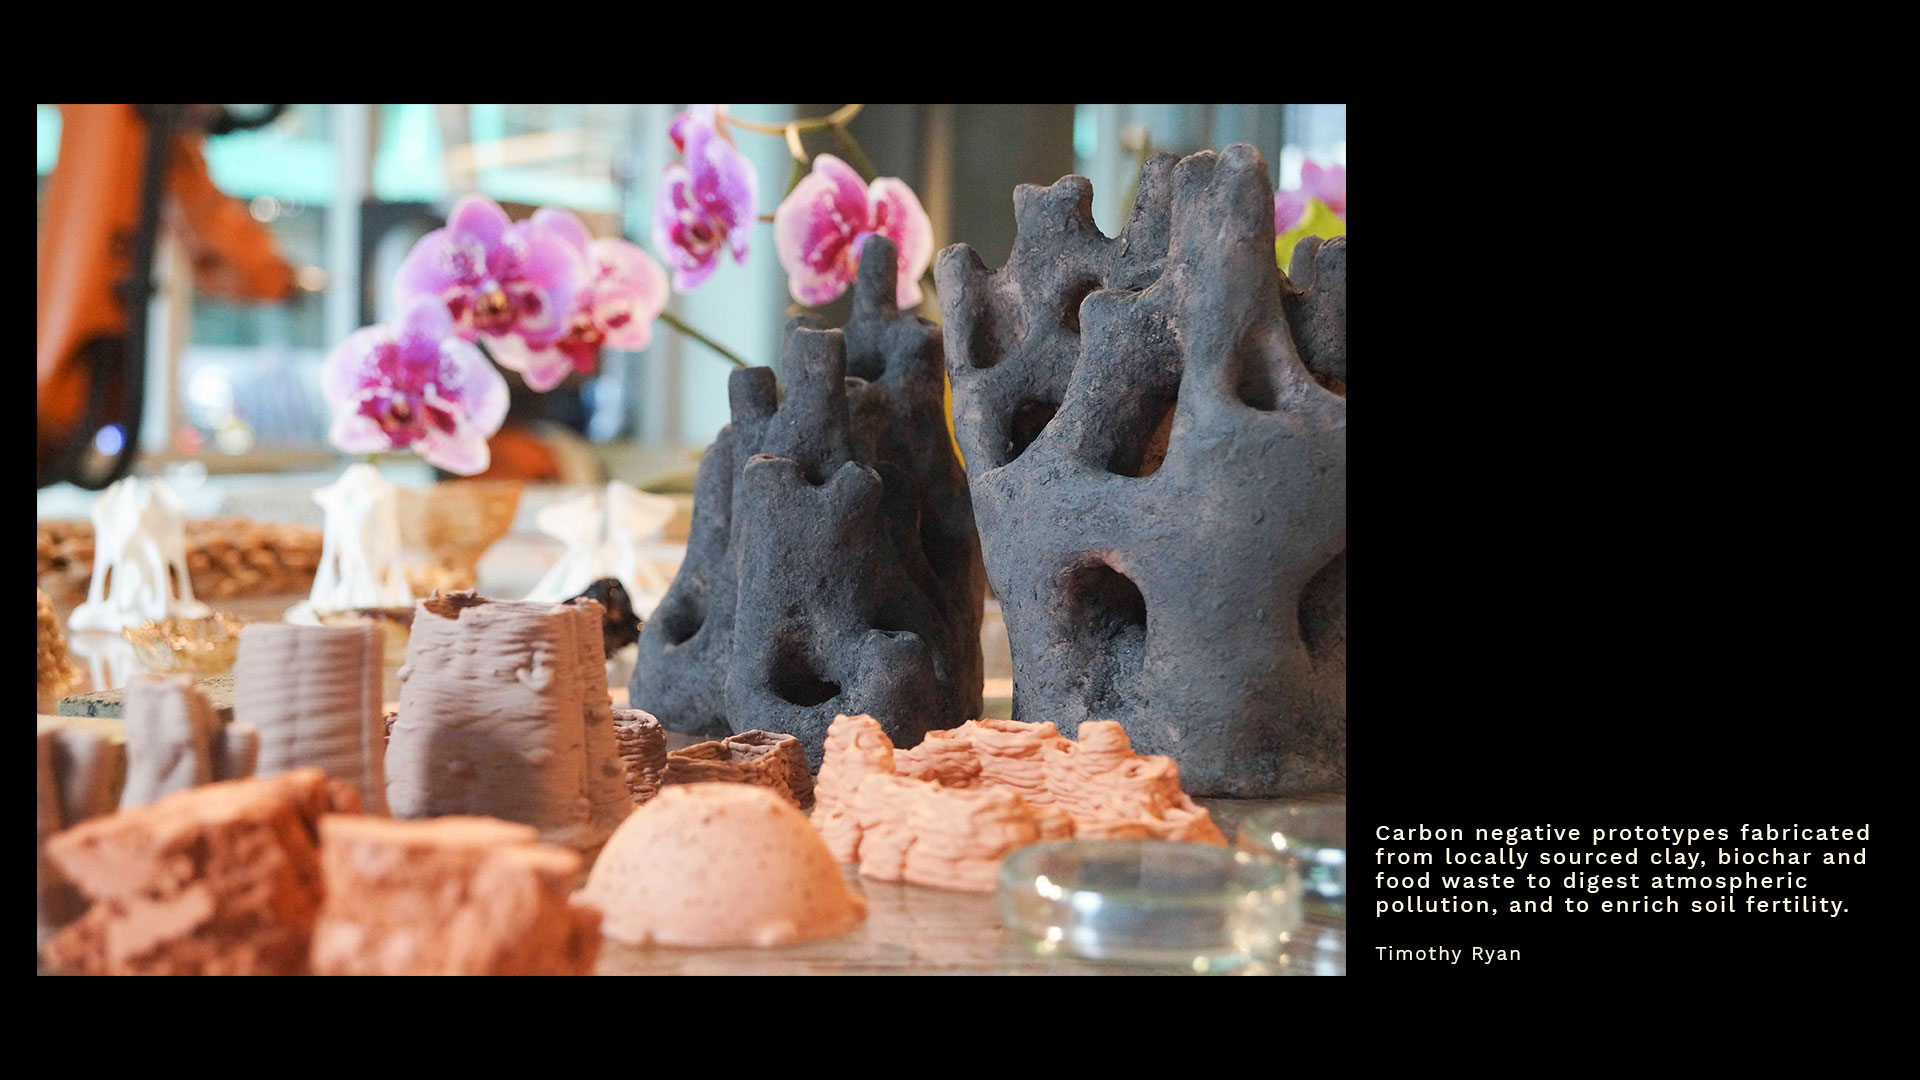 Carbon negative prototypes fabricated
from locally sourced clay, biochar and
food waste to digest atmospheric
pollution, and to enrich soil fertility.
Timothy Ryan